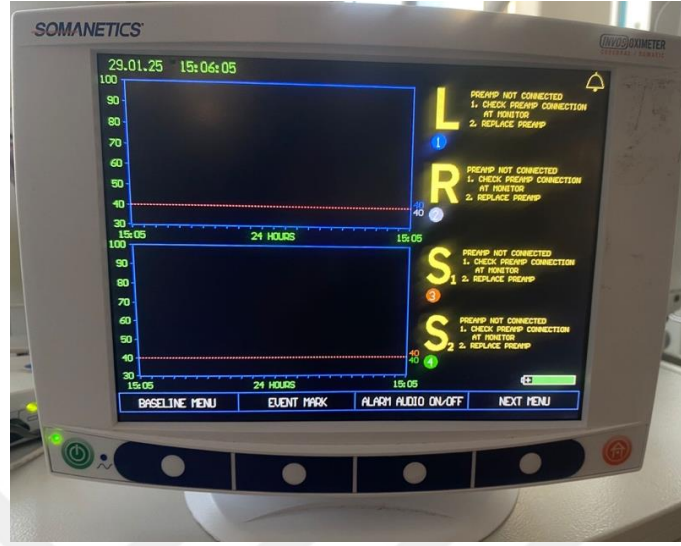 SOMANETICS
INVOS OXIMETER
29.01.25 15:06:05
100
90
80
70
60
50
40
30
40
40
15:05 24 HOURS 15:05
L
1
PREAMP NOT CONNECTED
1. CHECK PREAMP CONNECTION
AT MONITOR
2. REPLACE PREAMP
R
2
PREAMP NOT CONNECTED
1. CHECK PREAMP CONNECTION
AT MONITOR
2. REPLACE PREAMP
100
90
80
70
60
50
40
30
40
40
15:05 24 HOURS 15:05
S1
3
PREAMP NOT CONNECTED
1. CHECK PREAMP CONNECTION
AT MONITOR
2. REPLACE PREAMP
S2
4
PREAMP NOT CONNECTED
1. CHECK PREAMP CONNECTION
AT MONITOR
2. REPLACE PREAMP
BASELINE MENU EVENT MARK ALARM AUDIO ON/OFF NEXT MENU